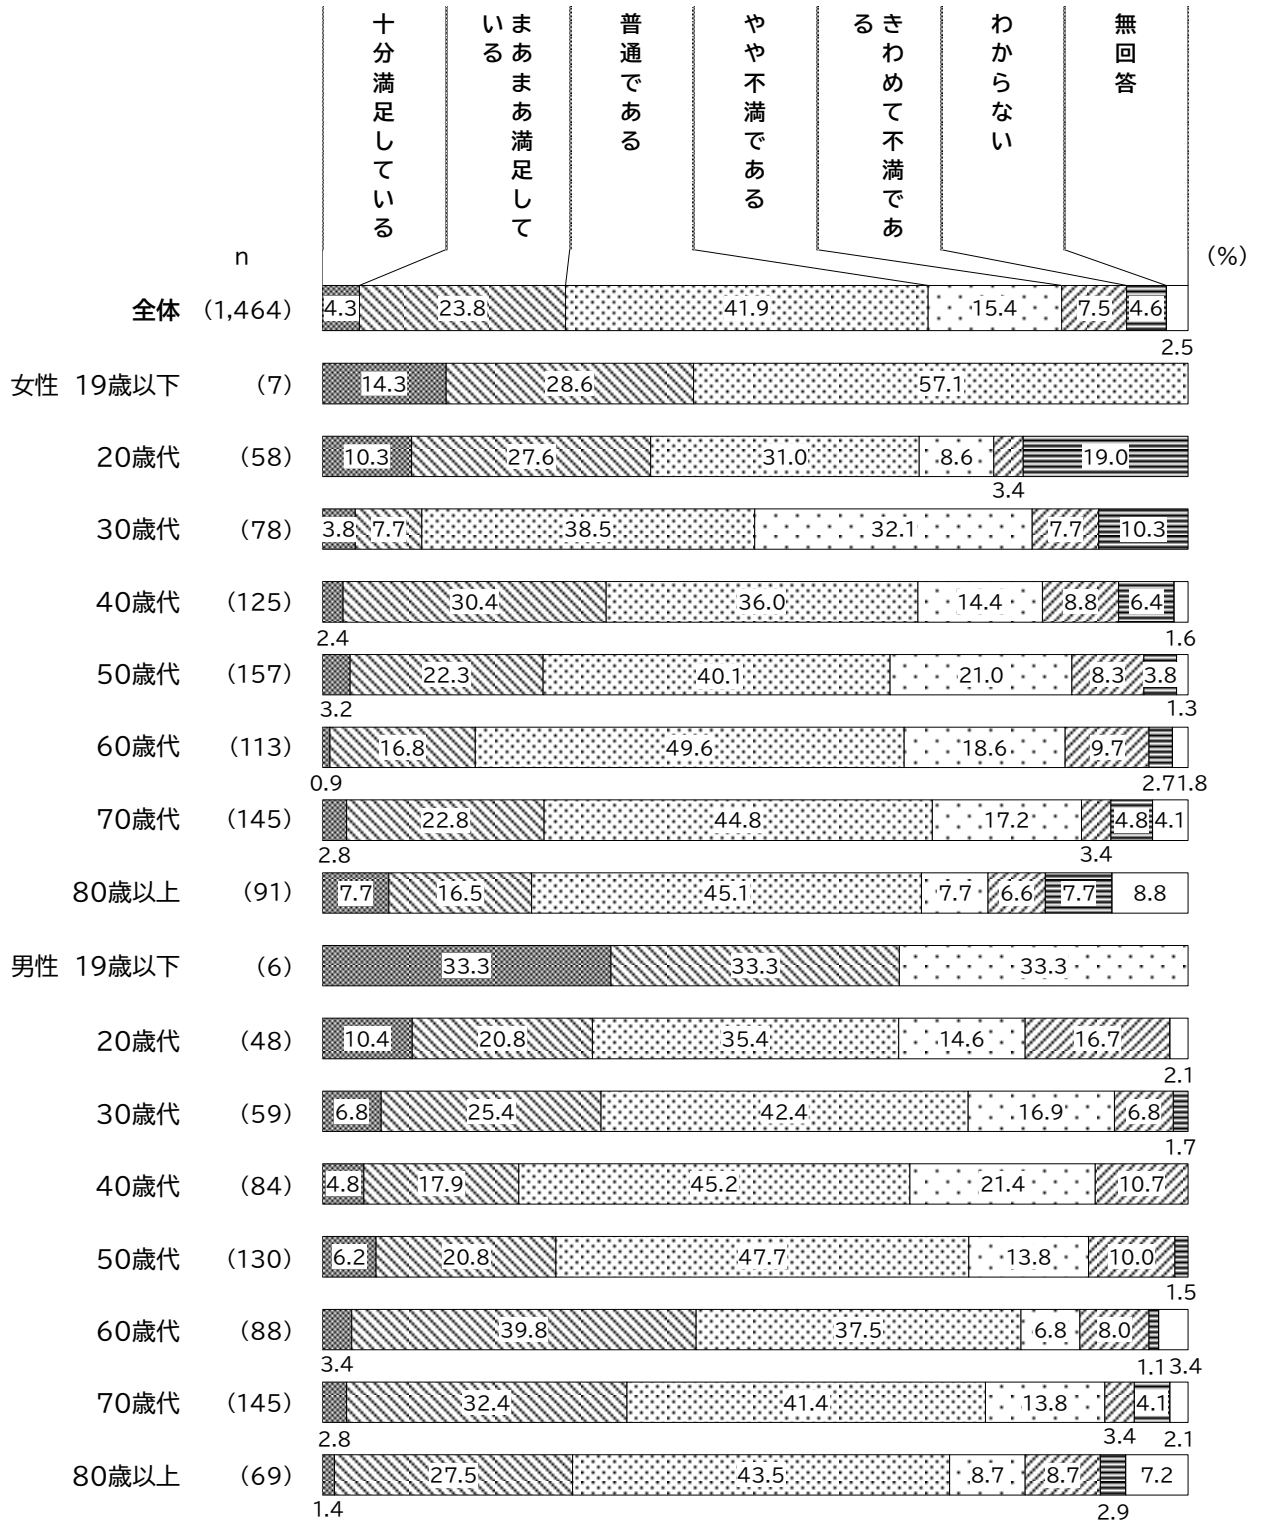 十分満足している
まあまあ満足して
いる
普通である
やや不満である
きわめて不満であ
る
わからない
無回答
n
(%)
全体 (1,464) 4.3 23.8 41.9 15.4 7.5 4.6
2.5
女性 19歳以下 (7) 14.3 28.6 57.1
20歳代 (58) 10.3 27.6 31.0 8.6 19.0
3.4
30歳代 (78) 3.8 7.7 38.5 32.1 7.7 10.3
40歳代 (125) 30.4 36.0 14.4 8.8 6.4
2.4 1.6
50歳代 (157) 22.3 40.1 21.0 8.3 3.8
3.2 1.3
60歳代 (113) 16.8 49.6 18.6 9.7
0.9 2.7 1.8
70歳代 (145) 22.8 44.8 17.2 4.8 4.1
2.8 3.4
80歳以上 (91) 7.7 16.5 45.1 7.7 6.6 7.7 8.8
男性 19歳以下 (6) 33.3 33.3 33.3
20歳代 (48) 10.4 20.8 35.4 14.6 16.7
2.1
30歳代 (59) 6.8 25.4 42.4 16.9 6.8
1.7
40歳代 (84) 4.8 17.9 45.2 21.4 10.7
50歳代 (130) 6.2 20.8 47.7 13.8 10.0
1.5
60歳代 (88) 39.8 37.5 6.8 8.0
3.4 1.1 3.4
70歳代 (145) 32.4 41.4 13.8 4.1
2.8 3.4 2.1
80歳以上 (69) 27.5 43.5 8.7 8.7 7.2
1.4 2.9